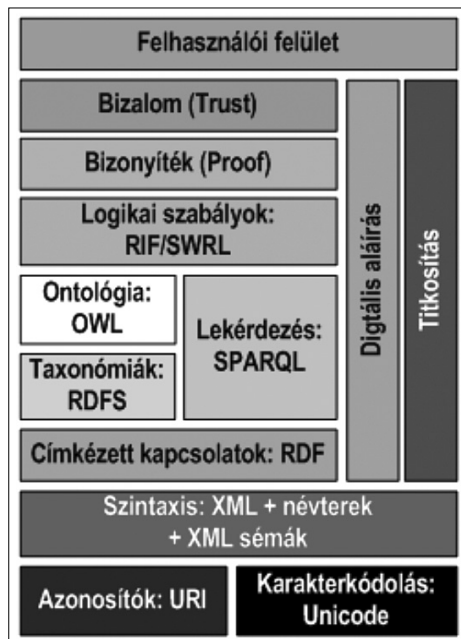 Felhasználói felület
Bizalom (Trust)
Bizonyíték (Proof)
Logikai szabályok:
RIF/SWRL
Ontológia:
OWL
Lekérdezés:
SPARQL
Taxonómiák:
RDFS
Címkézett kapcsolatok: RDF
Digtális aláírás
Titkosítás
Szintaxis: XML + névterek
+ XML sémák
Azonosítók: URI
Karakterkódolás:
Unicode